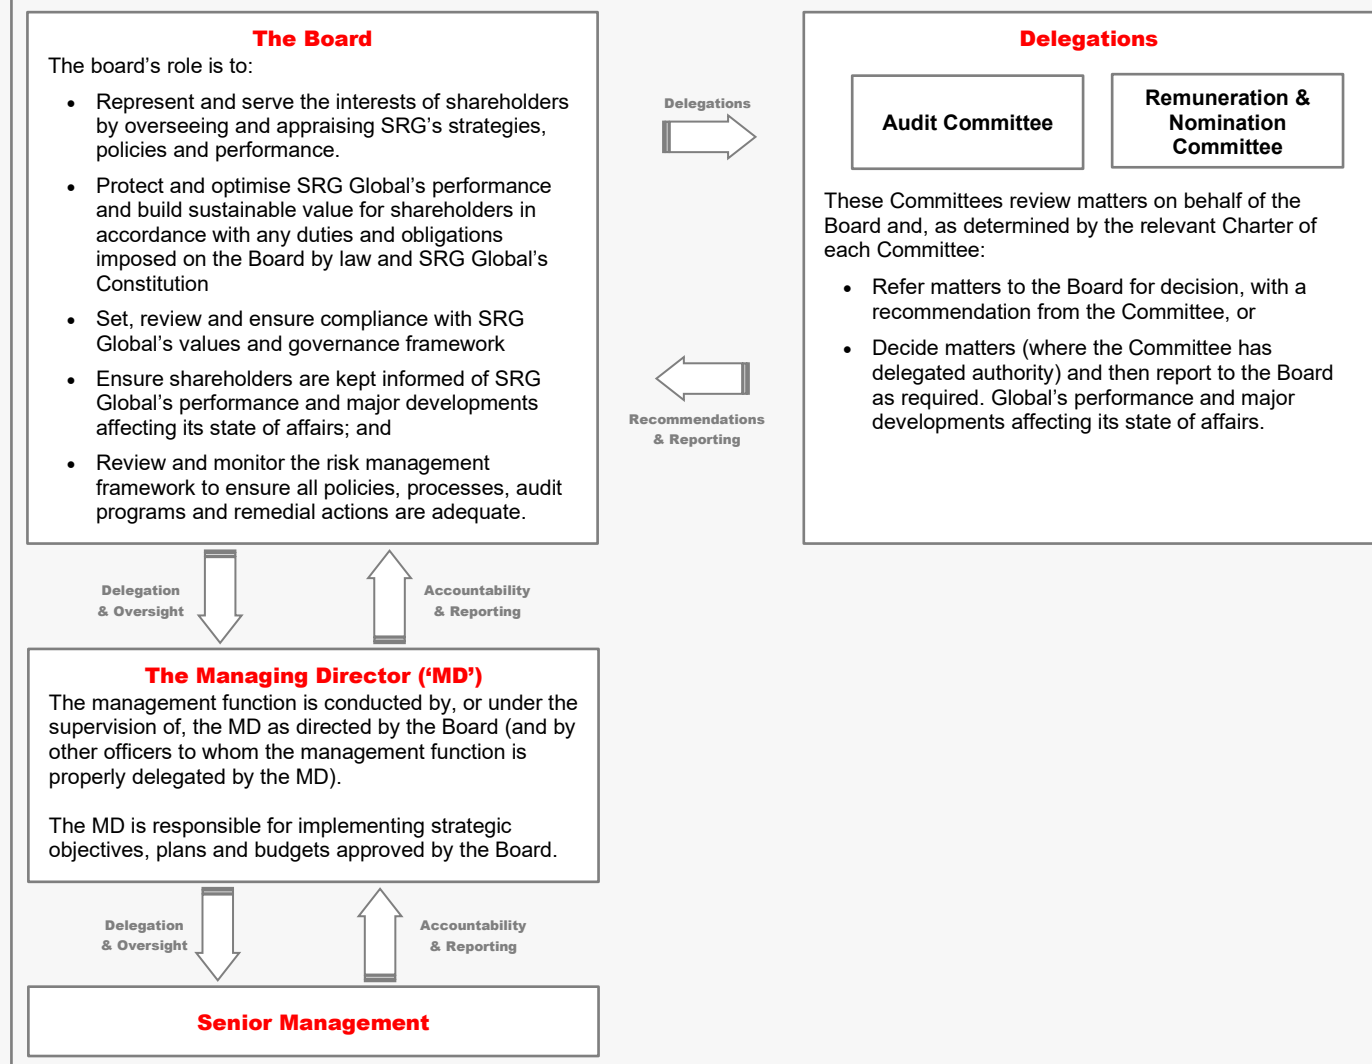 The Board
The board’s role is to:
• Represent and serve the interests of shareholders
by overseeing and appraising SRG’s strategies,
policies and performance.
• Protect and optimise SRG Global’s performance
and build sustainable value for shareholders in
accordance with any duties and obligations
imposed on the Board by law and SRG Global’s
Constitution
• Set, review and ensure compliance with SRG
Global’s values and governance framework
• Ensure shareholders are kept informed of SRG
Global’s performance and major developments
affecting its state of affairs; and
• Review and monitor the risk management
framework to ensure all policies, processes, audit
programs and remedial actions are adequate.
Delegations
Recommendations
& Reporting
Delegations
Audit Committee
Remuneration &
Nomination
Committee
These Committees review matters on behalf of the
Board and, as determined by the relevant Charter of
each Committee:
• Refer matters to the Board for decision, with a
recommendation from the Committee, or
• Decide matters (where the Committee has
delegated authority) and then report to the Board
as required. Global’s performance and major
developments affecting its state of affairs.
Delegation
& Oversight
Accountability
& Reporting
The Managing Director (‘MD’)
The management function is conducted by, or under the
supervision of, the MD as directed by the Board (and by
other officers to whom the management function is
properly delegated by the MD).
The MD is responsible for implementing strategic
objectives, plans and budgets approved by the Board.
Delegation
& Oversight
Accountability
& Reporting
Senior Management